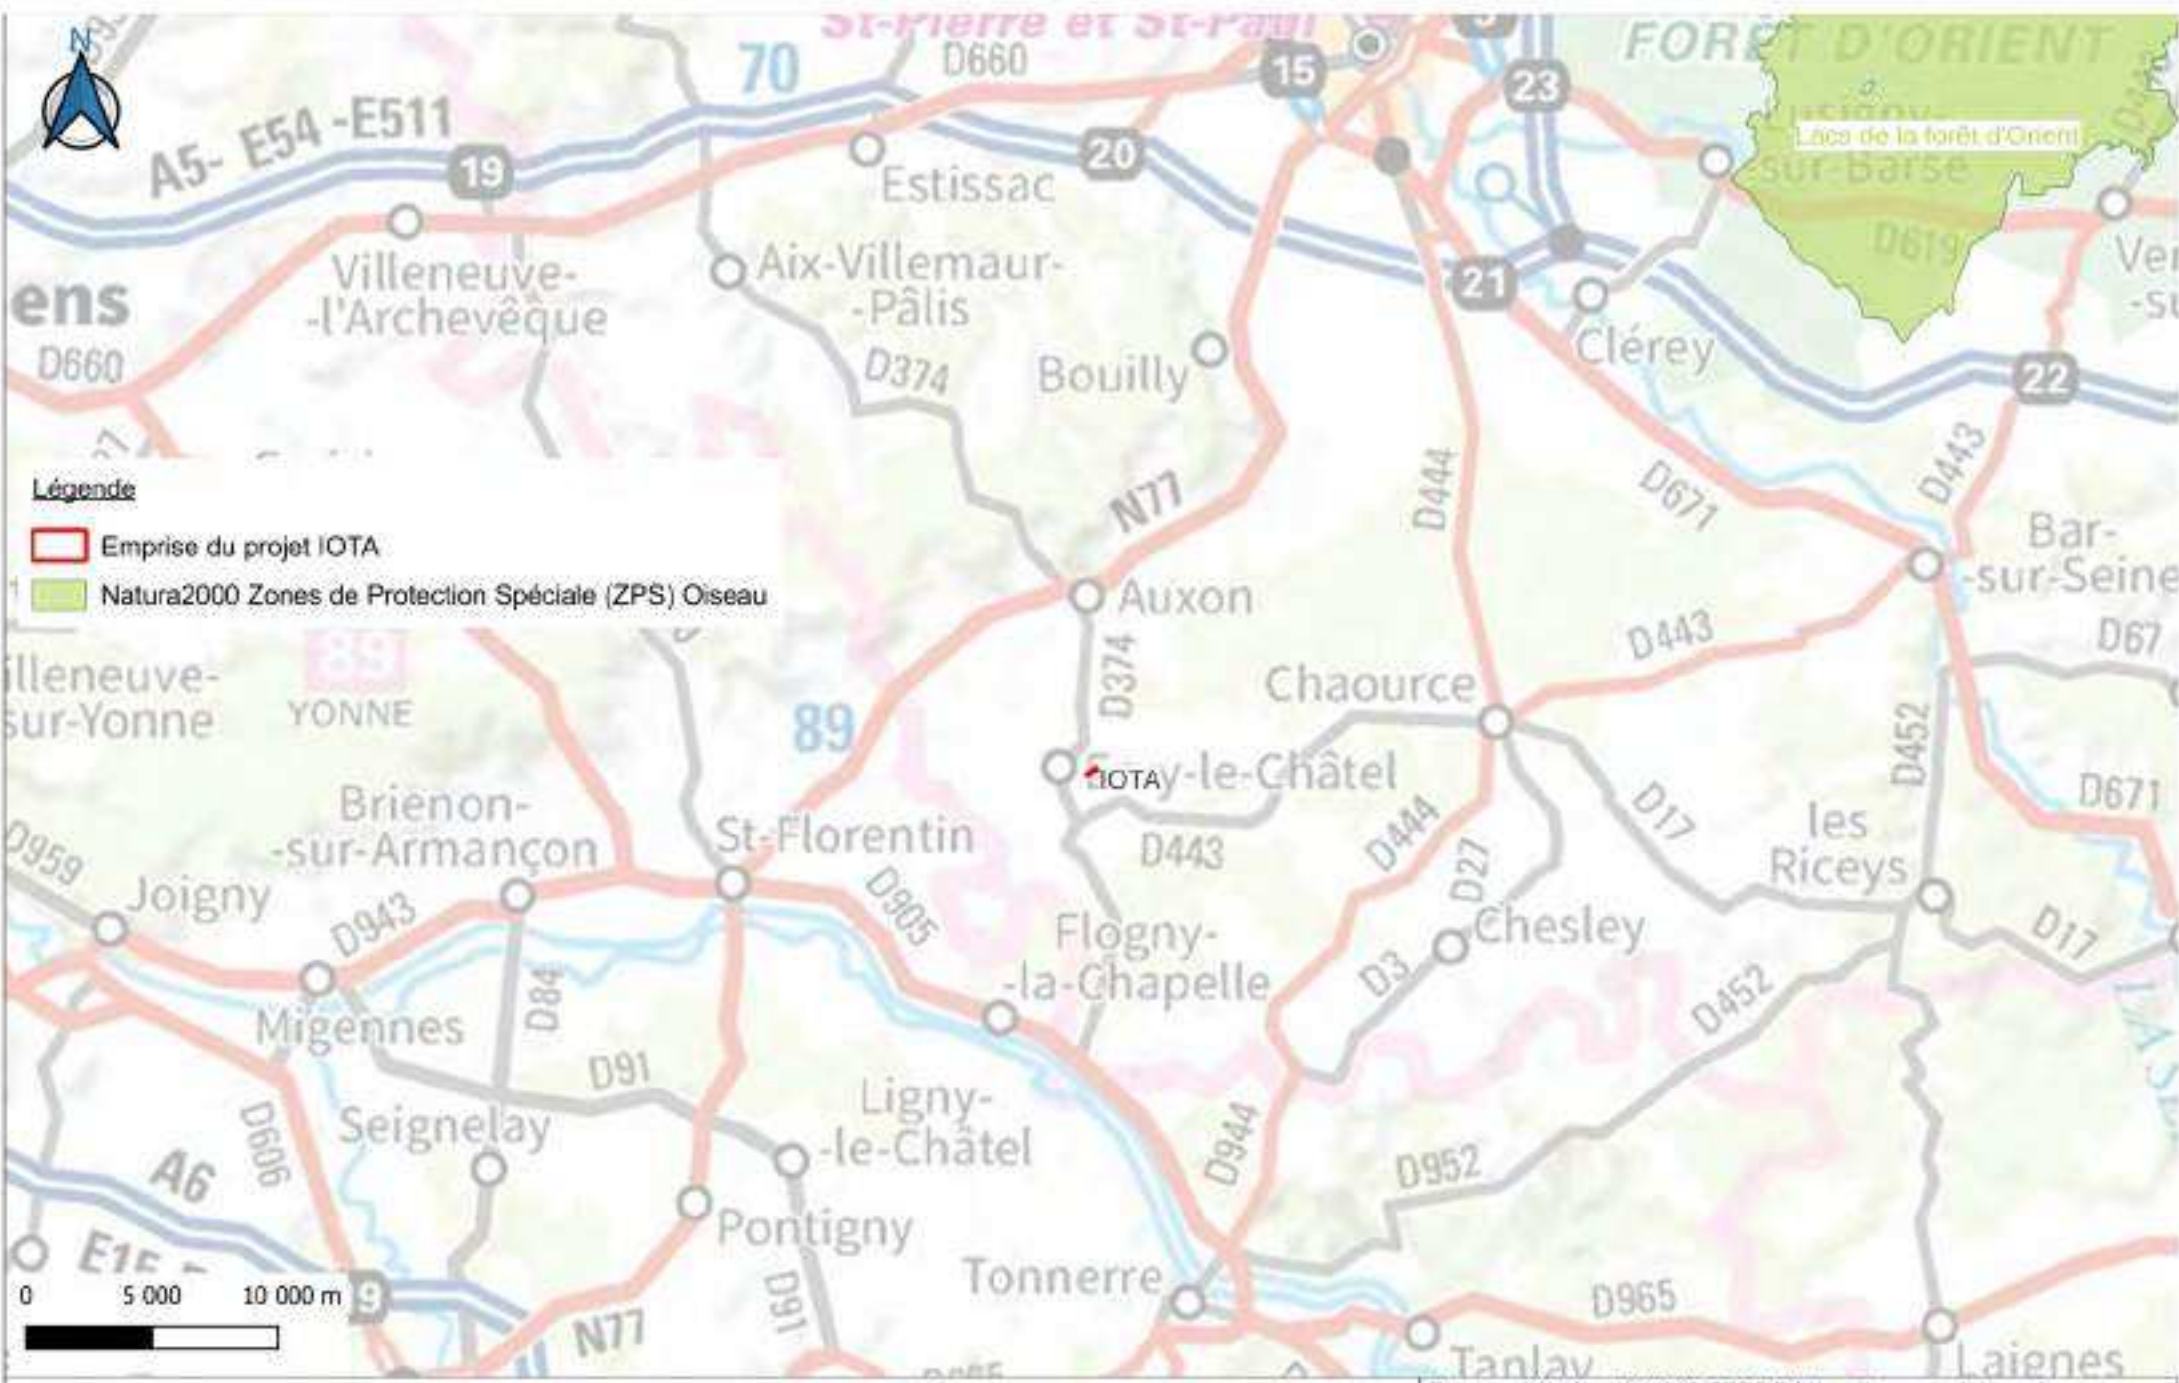 N
St-Pierre et St-Paul
70
D660
15
23
FORÊT D'ORIENT
A5- E54 -E511
19
20
Estissac
Lacs de la forêt d'Orient
-sur-Barse
D619
Villeneuve-
-l'Archevêque
Aix-Villemaur-
-Pâlis
21
ens
D660
D374
Bouilly
Clérey
22
Légende
Emprise du projet IOTA
Natura2000 Zones de Protection Spéciale (ZPS) Oiseau
N77
D444
D671
D443
Bar-
-sur-Seine
Auxon
D374
D443
D67
illeneuve-
sur-Yonne
89
YONNE
89
Chaource
D452
IOTA
y-le-Châtel
D443
D444
D27
D17
D671
les
Riceys
Brienon-
-sur-Armançon
St-Florentin
D959
Joigny
D943
D905
Flogny-
-la-Chapelle
Chesley
D3
D17
D452
Migennes
D84
D91
D606
Seignelay
Ligny-
-le-Châtel
D944
D952
A6
Pontigny
0 5 000 10 000 m
9
N77
D91
Tonnerre
D965
Tanlay
Laignes